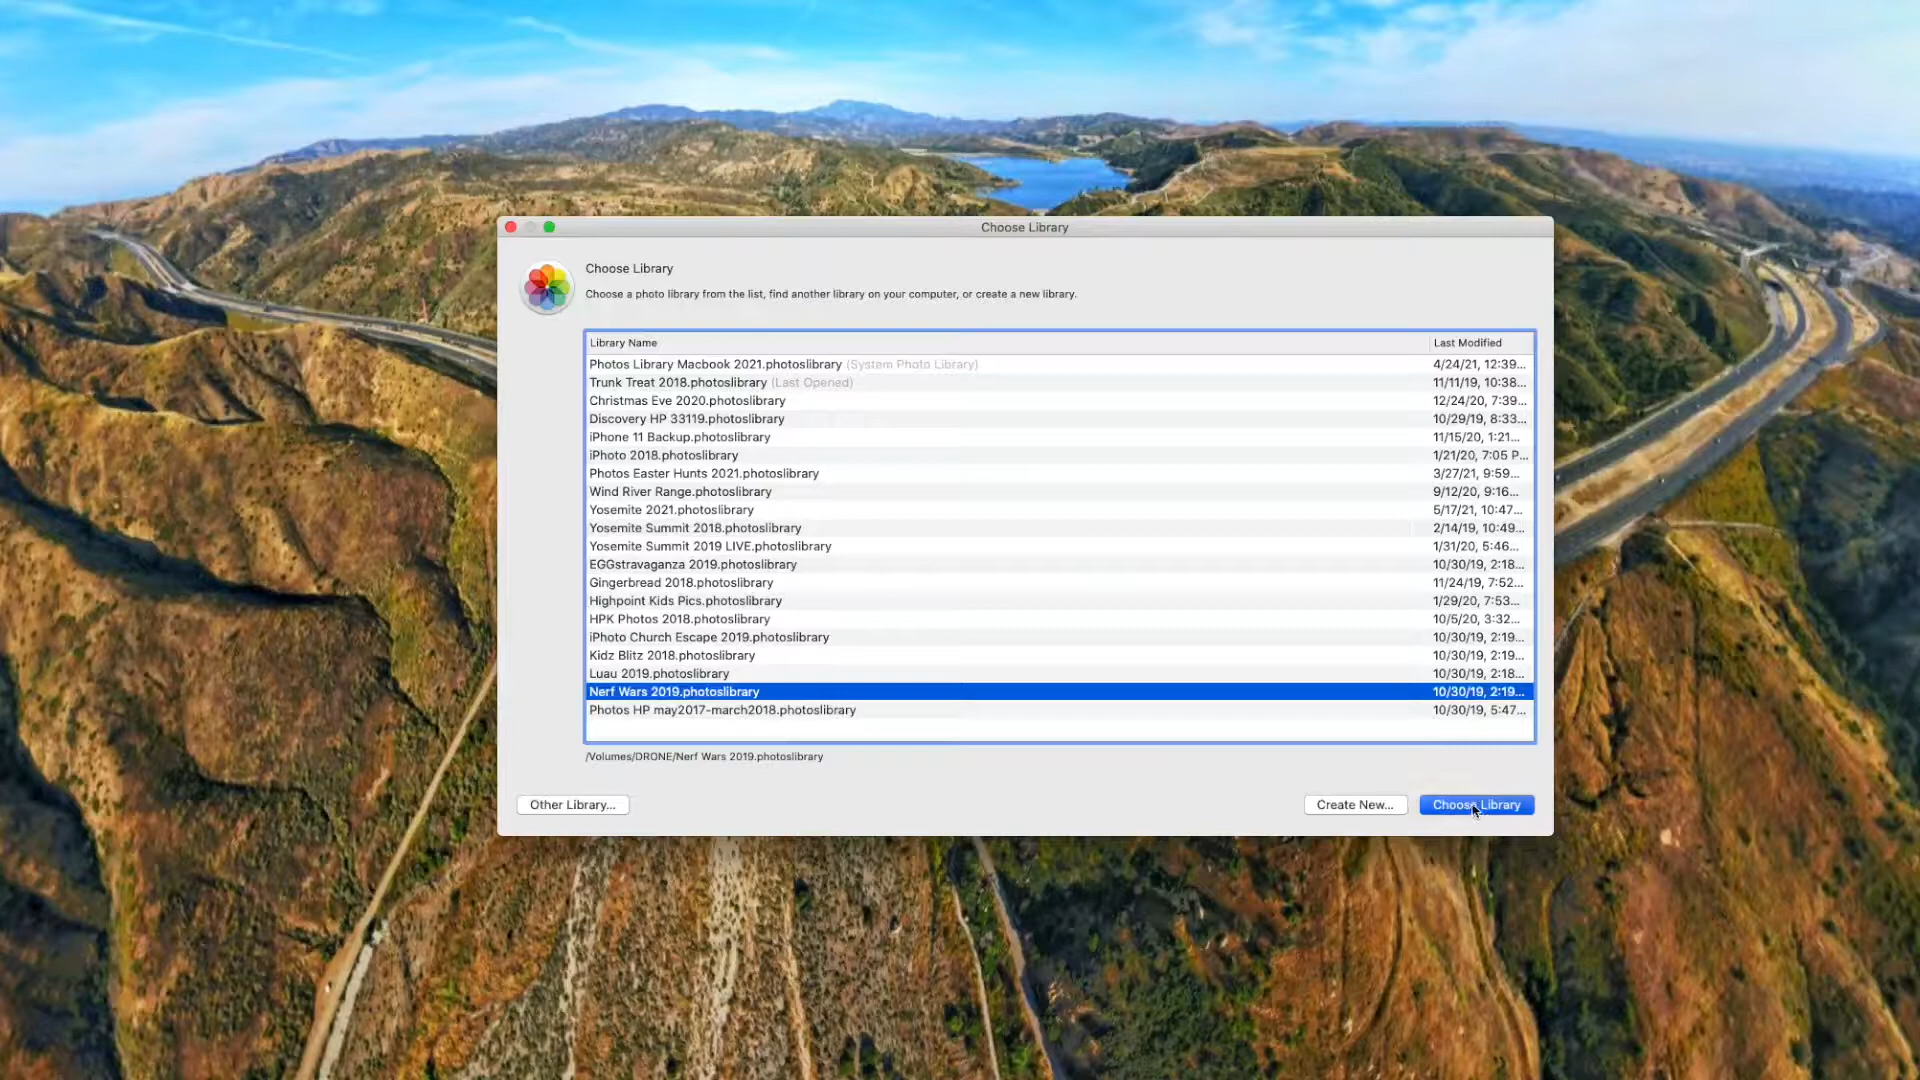 Choose Library
Choose Library
Choose a photo library from the list, find another library on your computer, or create a new library.
Library Name Last Modified
Photos Library Macbook 2021.photoslibrary (System Photo Library) 4/24/21, 12:39...
Trunk Treat 2018.photoslibrary (Last Opened) 11/11/19, 10:38...
Christmas Eve 2020.photoslibrary 12/24/20, 7:39...
Discovery HP 33119.photoslibrary 10/29/19, 8:33...
iPhone 11 Backup.photoslibrary 11/15/20, 1:21...
iPhoto 2018.photoslibrary 1/21/20, 7:05 P...
Photos Easter Hunts 2021.photoslibrary 3/27/21, 9:59...
Wind River Range.photoslibrary 9/12/20, 9:16...
Yosemite 2021.photoslibrary 5/17/21, 10:47...
Yosemite Summit 2018.photoslibrary 2/14/19, 10:49...
Yosemite Summit 2019 LIVE.photoslibrary 1/31/20, 5:46...
EGGstravaganza 2019.photoslibrary 10/30/19, 2:18...
Gingerbread 2018.photoslibrary 11/24/19, 7:52...
Highpoint Kids Pics.photoslibrary 1/29/20, 7:53...
HPK Photos 2018.photoslibrary 10/5/20, 3:32...
iPhoto Church Escape 2019.photoslibrary 10/30/19, 2:19...
Kidz Blitz 2018.photoslibrary 10/30/19, 2:19...
Luau 2019.photoslibrary 10/30/19, 2:18...
Nerf Wars 2019.photoslibrary 10/30/19, 2:19...
Photos HP may2017-march2018.photoslibrary 10/30/19, 5:47...
/Volumes/DRONE/Nerf Wars 2019.photoslibrary
Other Library... Create New... Choose Library